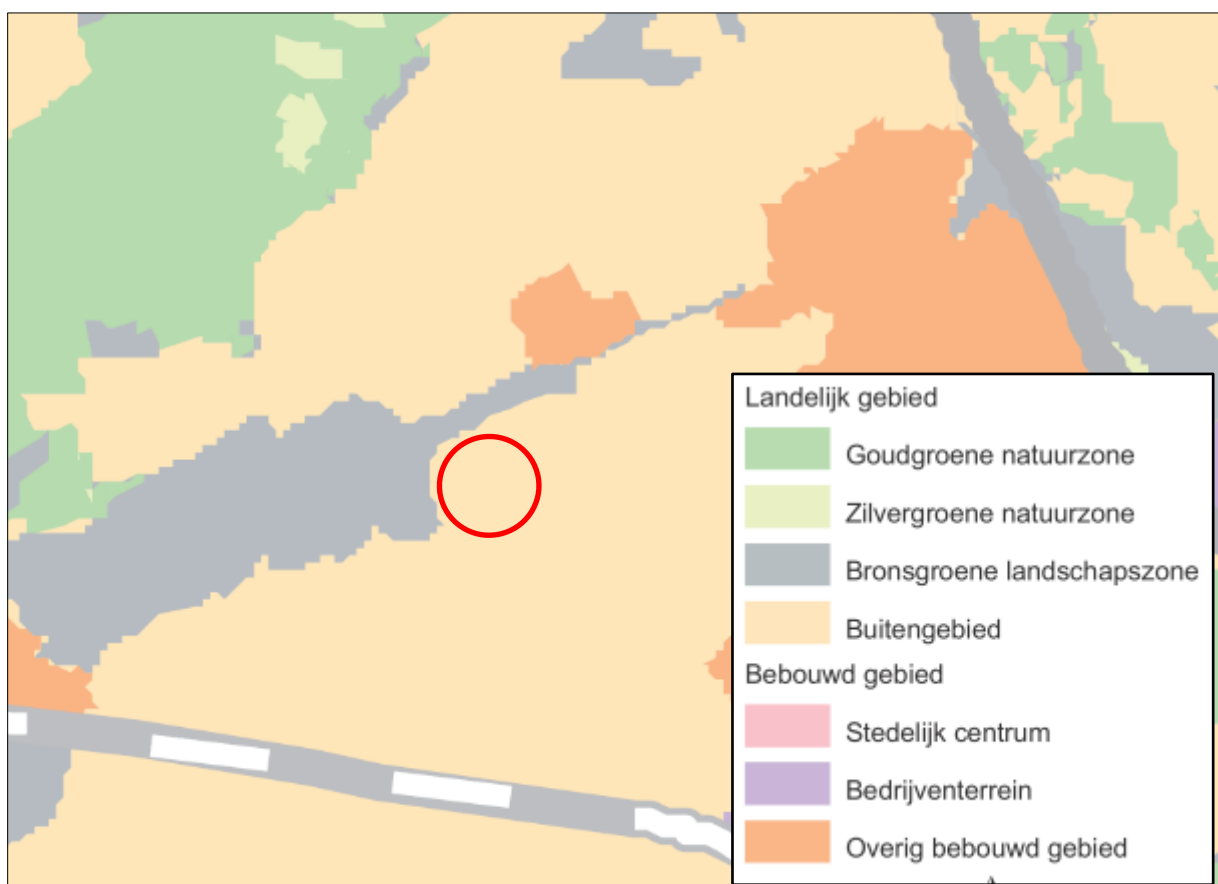 Landelijk gebied
Goudgroene natuurzone
Zilvergroene natuurzone
Bronsgroene landschapszone
Buitengebied
Bebouwd gebied
Stedelijk centrum
Bedrijventerrein
Overig bebouwd gebied